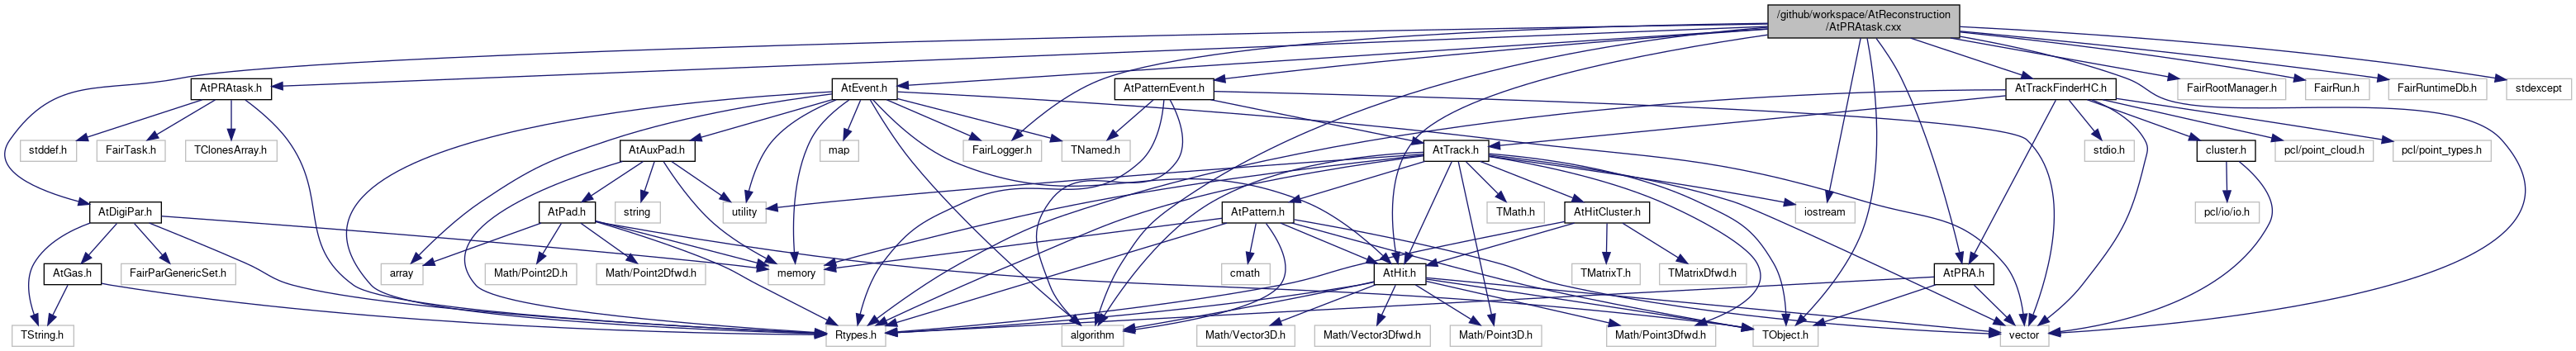 /github/workspace/AtReconstruction
/AtPRAtask.cxx
AtPRAtask.h
AtEvent.h
AtPatternEvent.h
AtTrackFinderHC.h
FairRootManager.h
FairRun.h
FairRuntimeDb.h
stdexcept
stddef.h
FairTask.h
TClonesArray.h
AtAuxPad.h
map
FairLogger.h
TNamed.h
AtTrack.h
stdio.h
cluster.h
pcl/point_cloud.h
pcl/point_types.h
AtDigiPar.h
AtPad.h
string
utility
AtPattern.h
TMath.h
AtHitCluster.h
iostream
pcl/io/io.h
AtGas.h
FairParGenericSet.h
array
Math/Point2D.h
Math/Point2Dfwd.h
memory
cmath
AtHit.h
TMatrixT.h
TMatrixDfwd.h
AtPRA.h
TString.h
Rtypes.h
algorithm
Math/Vector3D.h
Math/Vector3Dfwd.h
Math/Point3D.h
Math/Point3Dfwd.h
TObject.h
vector